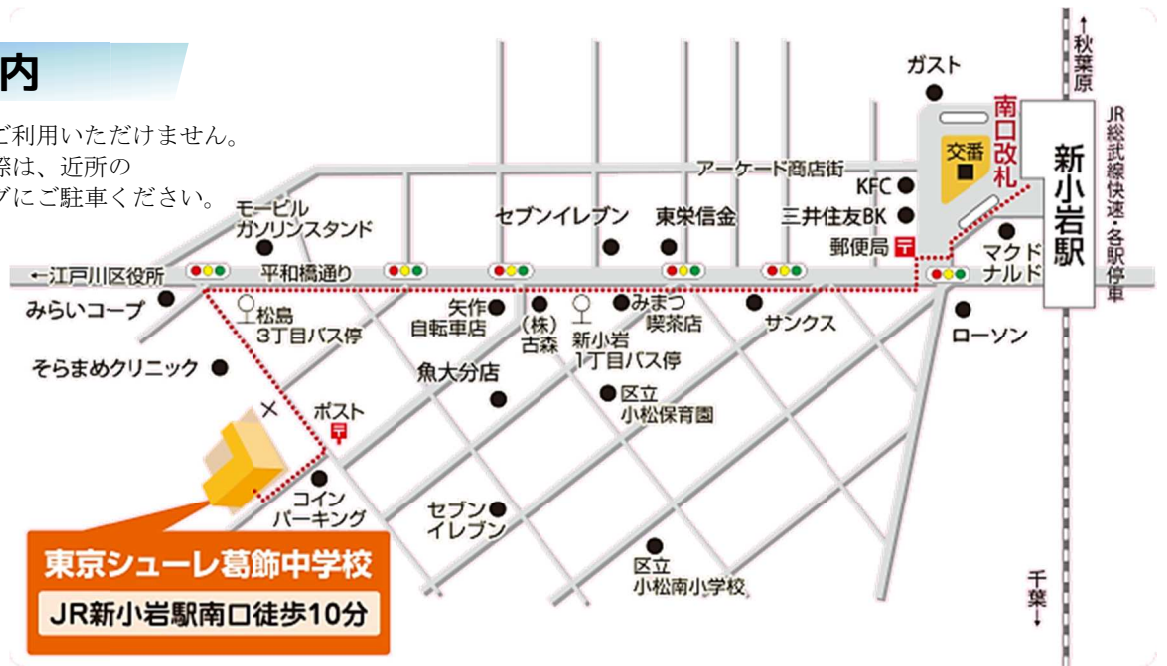 内
ご利用いただけません。
際は、近所の
グにご駐車ください。
↑秋葉原
ガスト
南口改札
交番
新小岩駅
JR総武線快速・各駅停車
アーケード商店街
KFC
モービル
ガソリンスタンド
セブンイレブン
東栄信金
三井住友BK
郵便局
マクド
ナルド
←江戸川区役所
平和橋通り
みらいコープ
松島
3丁目バス停
矢作
自転車店
(株)
古森
新小岩
1丁目バス停
みまつ
喫茶店
サンクス
ローソン
そらまめクリニック
魚大分店
区立
小松保育園
ポスト
コイン
パーキング
セブン
イレブン
区立
小松南小学校
千葉↓
東京シューレ葛飾中学校
JR新小岩駅南口徒歩10分